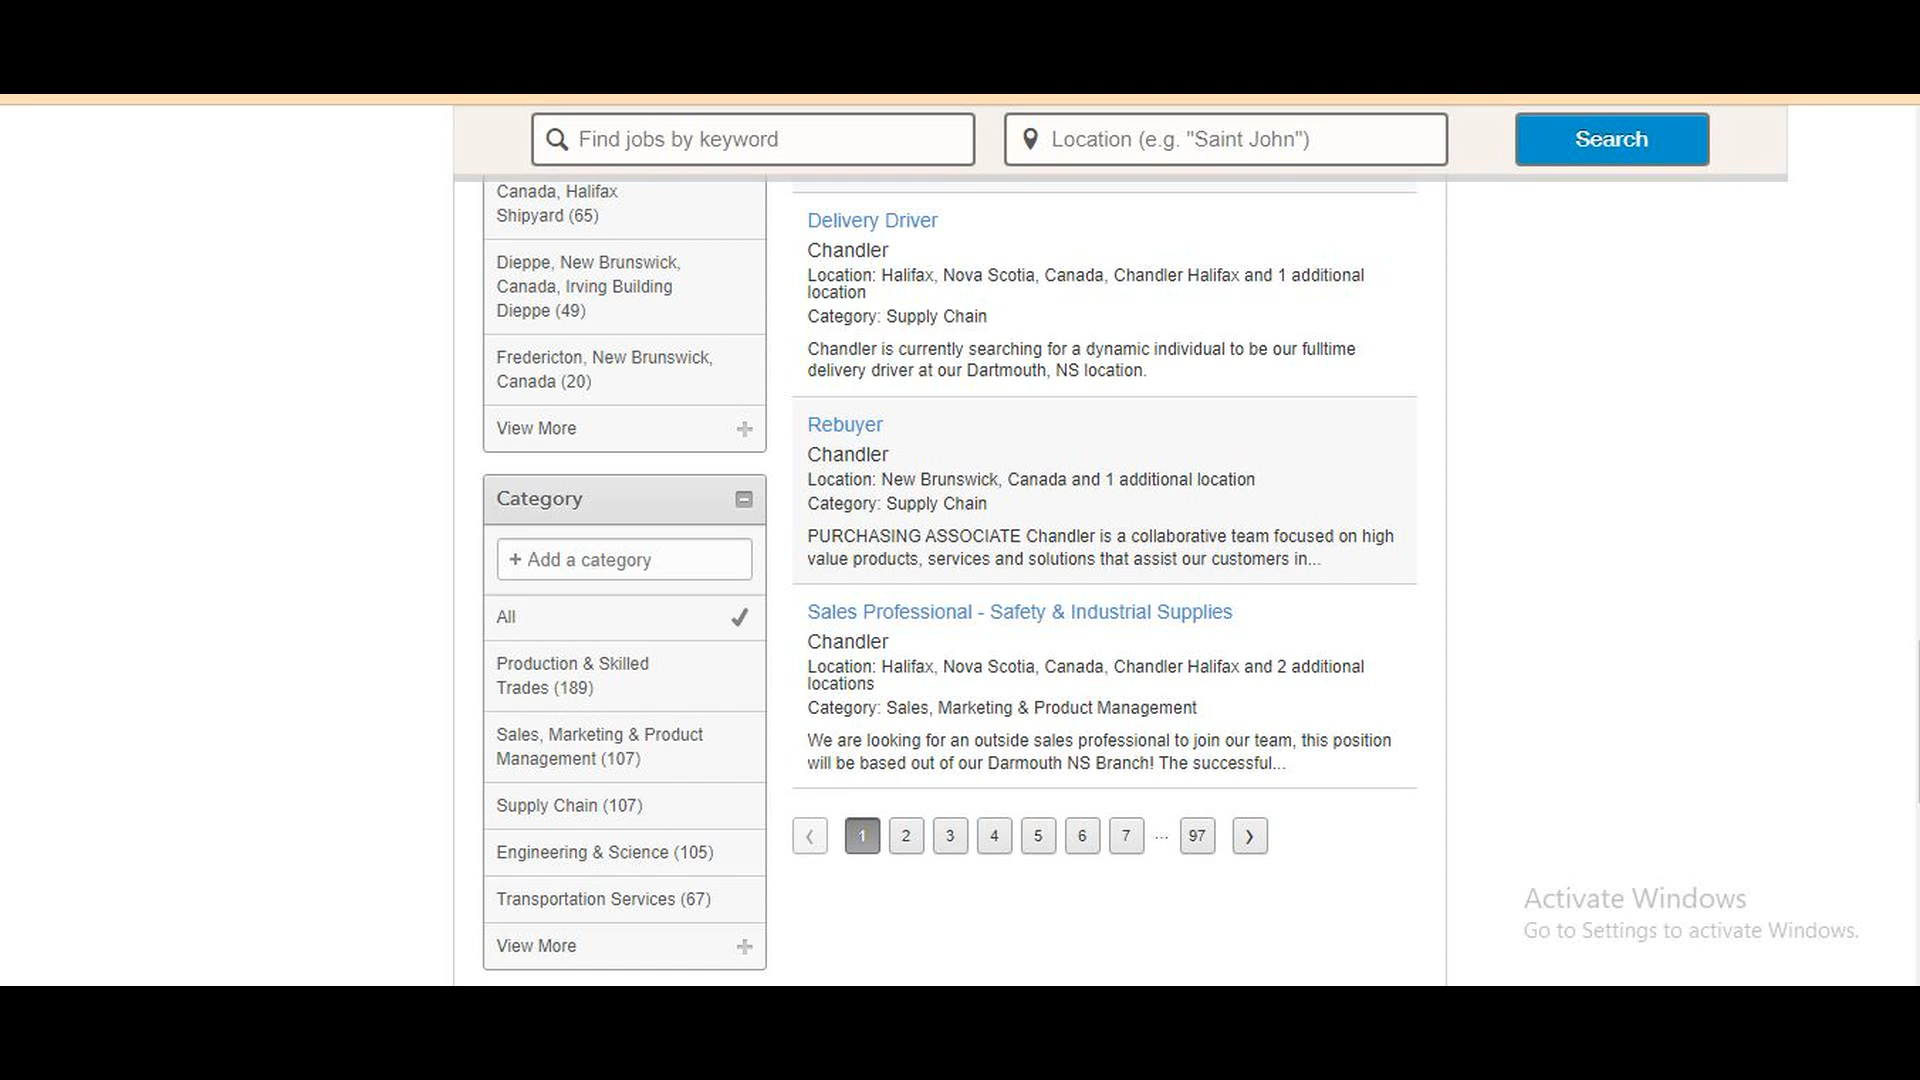 Find jobs by keyword
Location (e.g. "Saint John")
Search
Canada, Halifax
Shipyard (65)
Dieppe, New Brunswick,
Canada, Irving Building
Dieppe (49)
Fredericton, New Brunswick,
Canada (20)
View More
Category
+ Add a category
All
Production & Skilled
Trades (189)
Sales, Marketing & Product
Management (107)
Supply Chain (107)
Engineering & Science (105)
Transportation Services (67)
View More
Delivery Driver
Chandler
Location: Halifax, Nova Scotia, Canada, Chandler Halifax and 1 additional
location
Category: Supply Chain
Chandler is currently searching for a dynamic individual to be our fulltime
delivery driver at our Dartmouth, NS location.
Rebuyer
Chandler
Location: New Brunswick, Canada and 1 additional location
Category: Supply Chain
PURCHASING ASSOCIATE Chandler is a collaborative team focused on high
value products, services and solutions that assist our customers in...
Sales Professional - Safety & Industrial Supplies
Chandler
Location: Halifax, Nova Scotia, Canada, Chandler Halifax and 2 additional
locations
Category: Sales, Marketing & Product Management
We are looking for an outside sales professional to join our team, this position
will be based out of our Darmouth NS Branch! The successful...
1 2 3 4 5 6 7 ... 97
Activate Windows
Go to Settings to activate Windows.